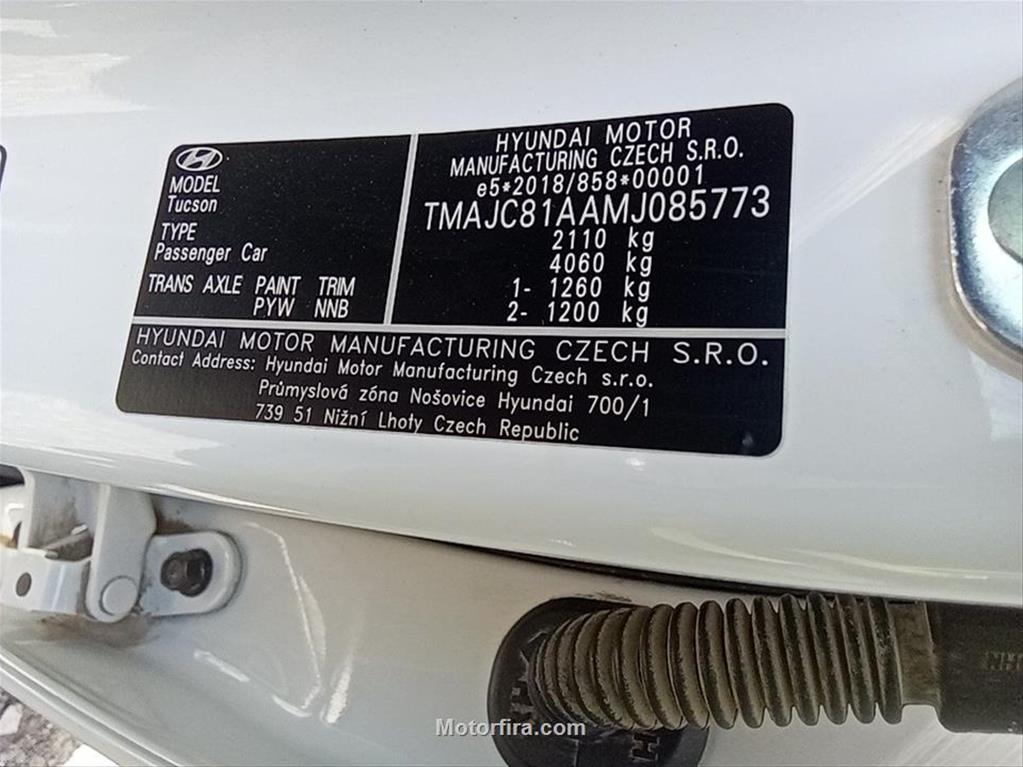 MODEL
Tucson
TYPE
Passenger Car
TRANS AXLE PAINT TRIM
PYW NNB
HYUNDAI MOTOR
MANUFACTURING CZECH S.R.O.
e5*2018/858*00001
TMAJC81AAMJ085773
2110 kg
4060 kg
1- 1260 kg
2- 1200 kg
HYUNDAI MOTOR MANUFACTURING CZECH S.R.O.
Contact Address: Hyundai Motor Manufacturing Czech s.r.o.
Průmyslová zóna Nošovice Hyundai 700/1
739 51 Nižní Lhoty Czech Republic
Motorfira.com